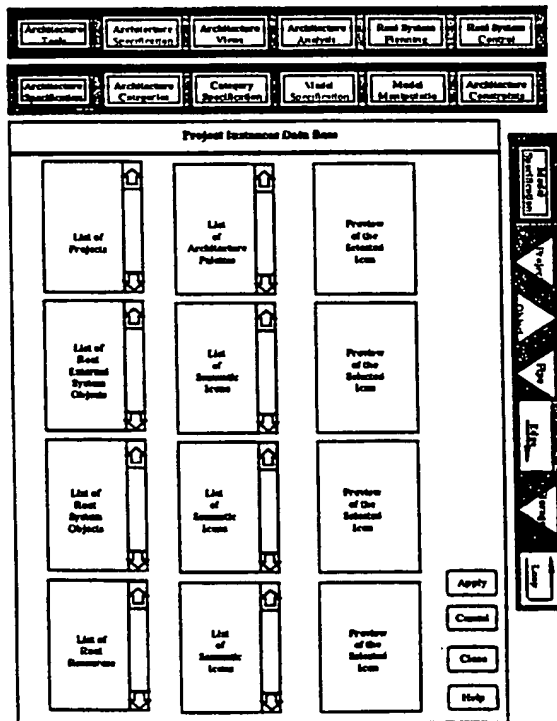 Architecture
Tools
Architecture
Specification
Architecture
Views
Architecture
Analysis
Real System
Planning
Real System
Control
Architecture
Specification
Architecture
Categories
Category
Specification
Model
Specification
Model
Manipulatio
Architecture
Constraints
Project Instances Data Base
List of
Projects
List
of
Architecture
Palettes
Preview
of the
Selected
Icon
List of
Real
External
System
Objects
List
of
Semantic
Icons
Preview
of the
Selected
Icon
List of
Real
System
Objects
List
of
Semantic
Icons
Preview
of the
Selected
Icon
List of
Real
Resources
List
of
Semantic
Icons
Preview
of the
Selected
Icon
Apply
Cancel
Close
Help
Model
Specification
Project
Object
Pipe
Loop